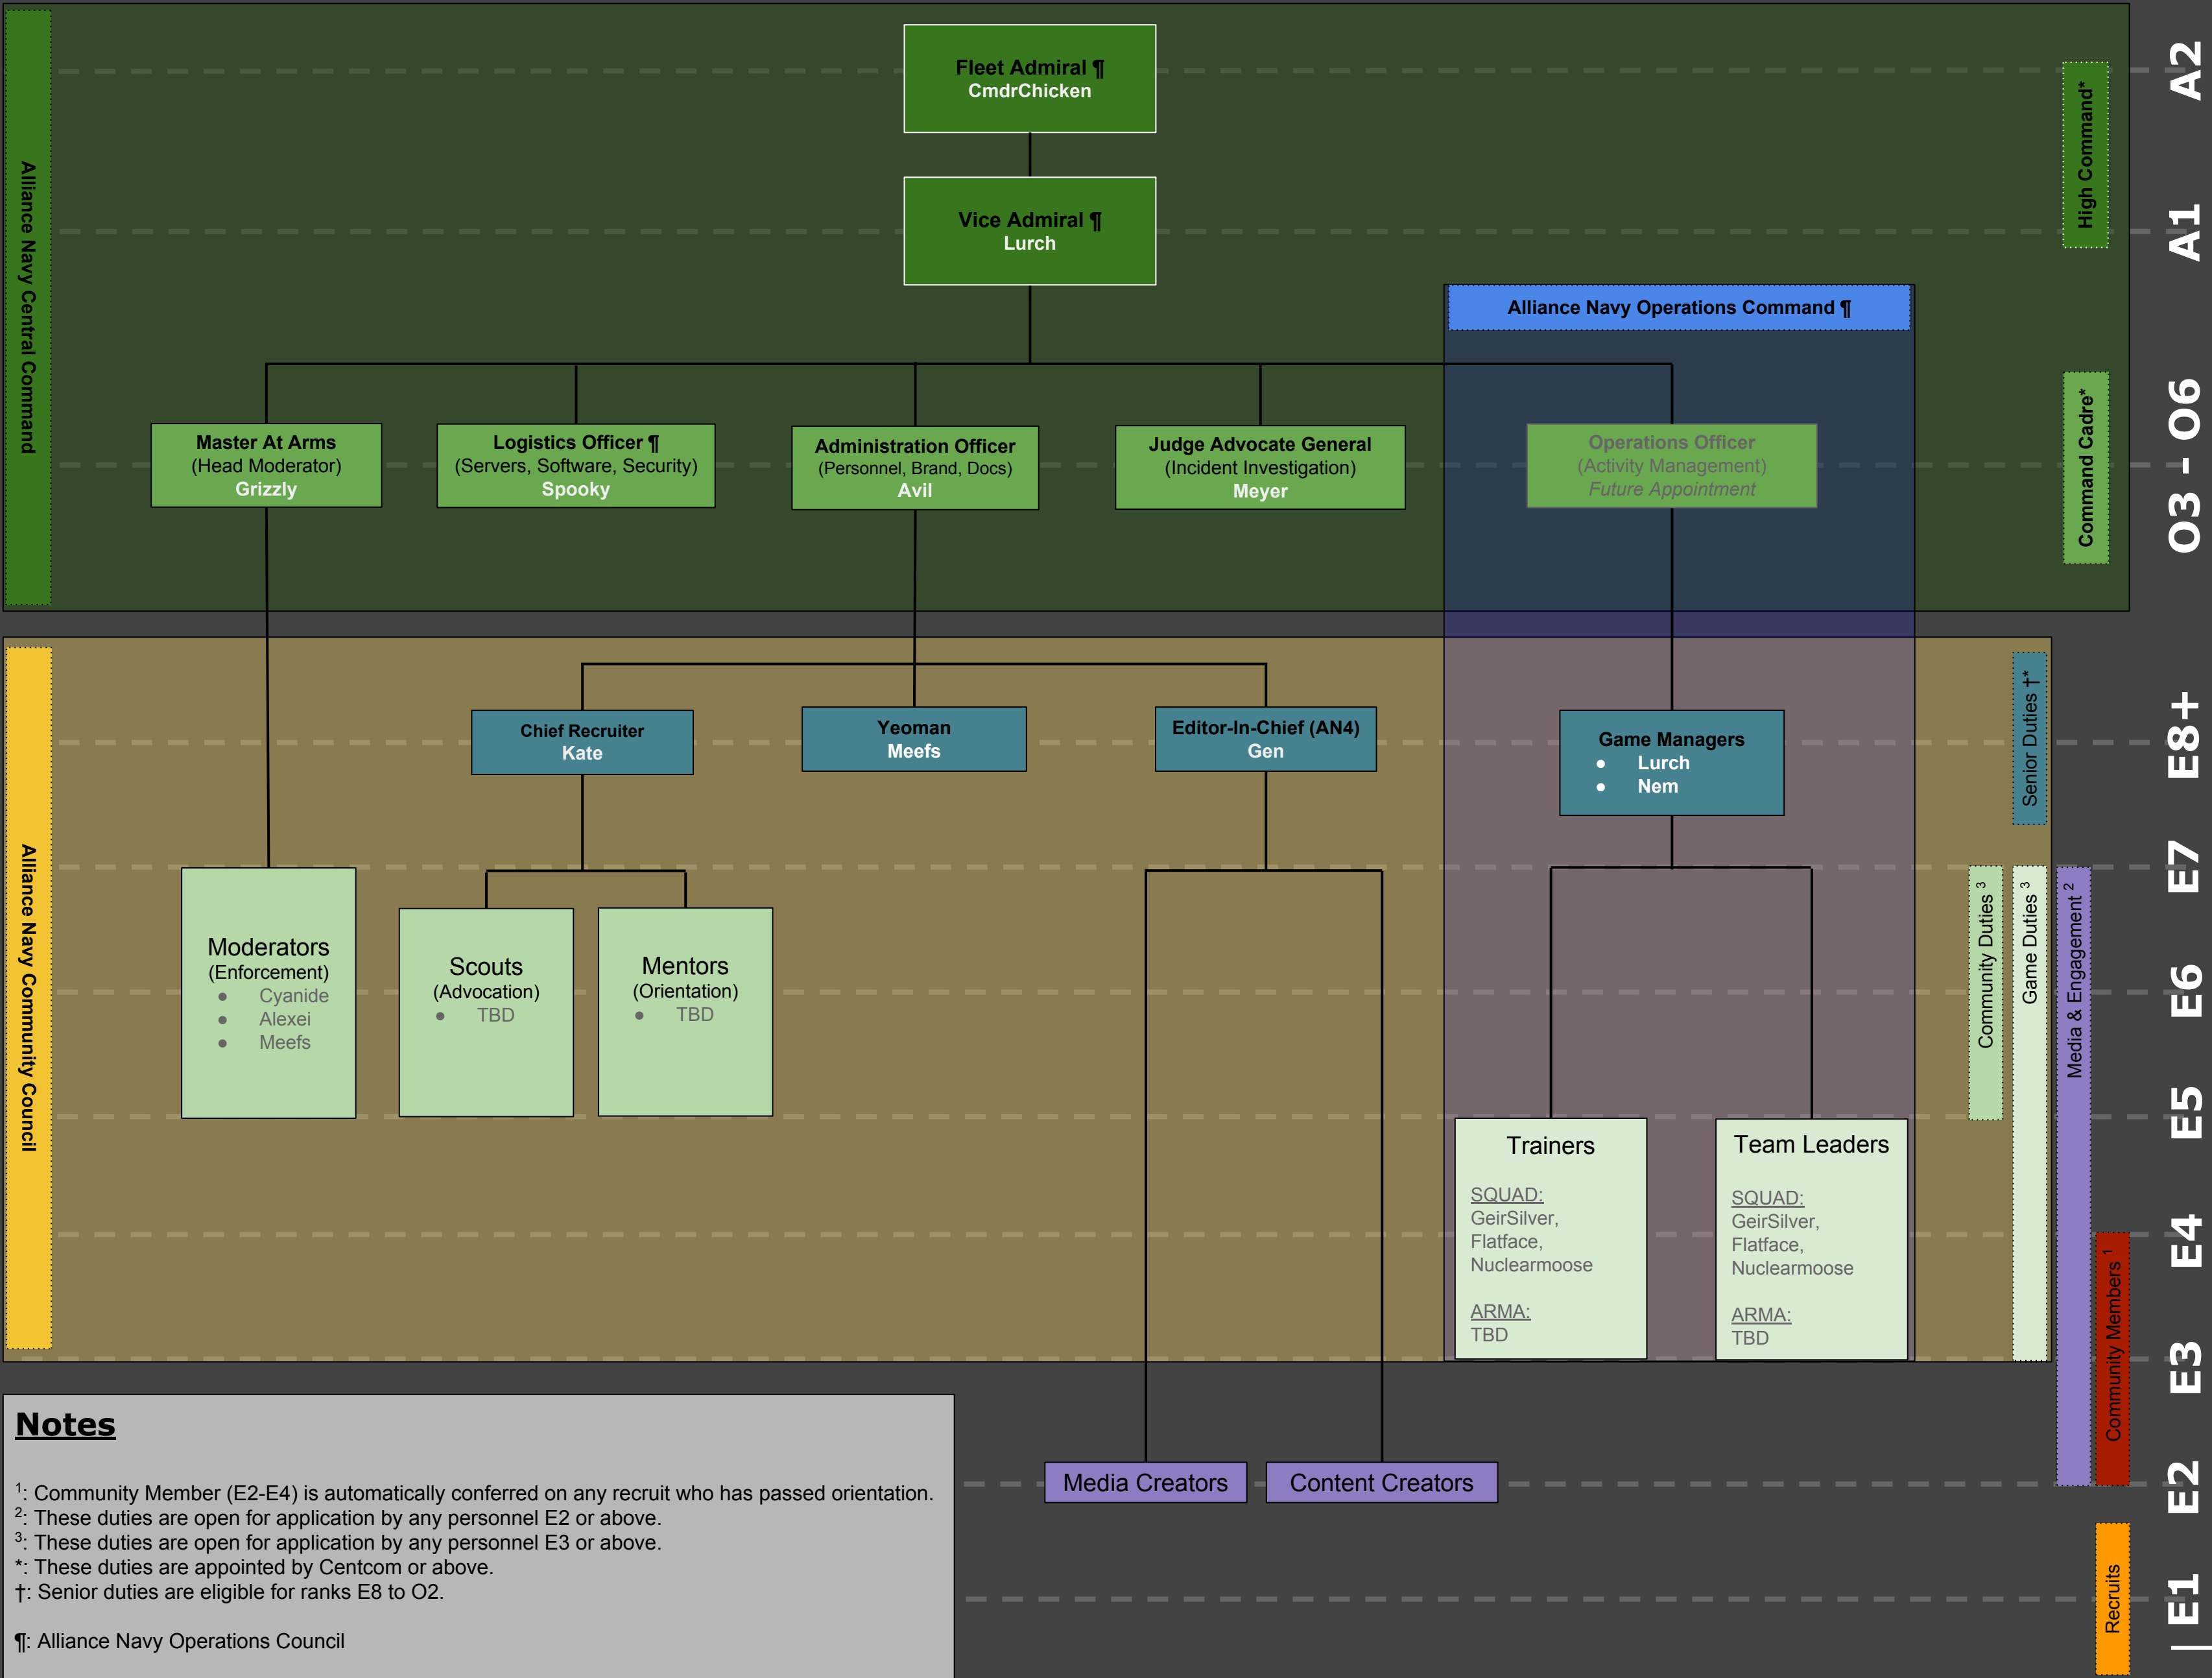 Fleet Admiral ¶
CmdrChicken
A2
High Command*
Vice Admiral ¶
Lurch
A1
Alliance Navy Central Command
Alliance Navy Operations Command ¶
Master At Arms
(Head Moderator)
Grizzly
Logistics Officer ¶
(Servers, Software, Security)
Spooky
Administration Officer
(Personnel, Brand, Docs)
Avil
Judge Advocate General
(Incident Investigation)
Meyer
Operations Officer
(Activity Management)
Future Appointment
Command Cadre*
O3 - O6
Chief Recruiter
Kate
Yeoman
Meefs
Editor-In-Chief (AN4)
Gen
Game Managers
● Lurch
● Nem
Senior Duties †*
E8+
Alliance Navy Community Council
Moderators
(Enforcement)
● Cyanide
● Alexei
● Meefs
Scouts
(Advocation)
● TBD
Mentors
(Orientation)
● TBD
Community Duties ³
Game Duties ³
Media & Engagement ²
E7
E6
E5
Trainers
SQUAD:
GeirSilver,
Flatface,
Nuclearmoose
ARMA:
TBD
Team Leaders
SQUAD:
GeirSilver,
Flatface,
Nuclearmoose
ARMA:
TBD
Community Members ¹
E4
E3
Media Creators
Content Creators
E2
Recruits
| E1
Notes
¹: Community Member (E2-E4) is automatically conferred on any recruit who has passed orientation.
²: These duties are open for application by any personnel E2 or above.
³: These duties are open for application by any personnel E3 or above.
*: These duties are appointed by Centcom or above.
†: Senior duties are eligible for ranks E8 to O2.
¶: Alliance Navy Operations Council